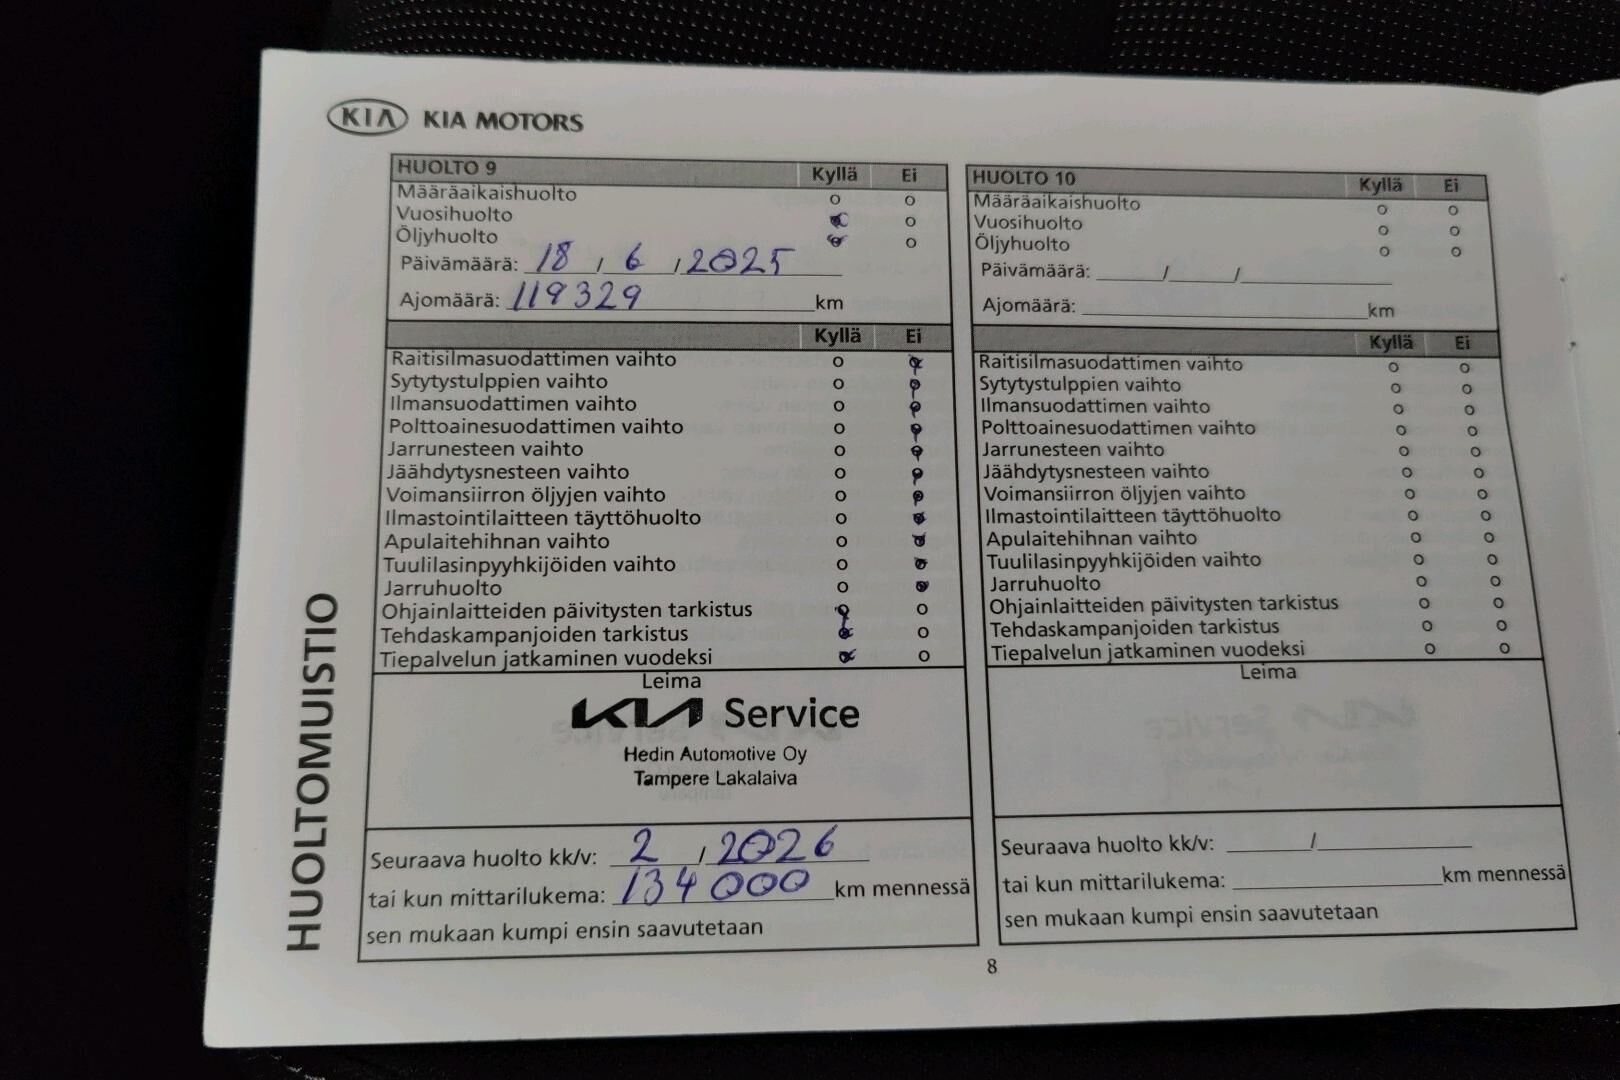 KIA KIA MOTORS
HUOLTO 9 Kyllä Ei
Määräaikaishuolto o o
Vuosihuolto o
Öljyhuolto o
Päivämäärä: 18 / 6 / 2025
Ajomäärä: 119329 km
Kyllä Ei
Raitisilmasuodattimen vaihto o
Sytytystulppien vaihto o
Ilmansuodattimen vaihto o
Polttoainesuodattimen vaihto o
Jarrunesteen vaihto o
Jäähdytysnesteen vaihto o
Voimansiirron öljyjen vaihto o
Ilmastointilaitteen täyttöhuolto o
Apulaitehihnan vaihto o
Tuulilasinpyyhkijöiden vaihto o
Jarruhuolto o
Ohjainlaitteiden päivitysten tarkistus o
Tehdaskampanjoiden tarkistus o
Tiepalvelun jatkaminen vuodeksi o
Leima
KIA Service
Hedin Automotive Oy
Tampere Lakalaiva
Seuraava huolto kk/v: 2 / 2026
tai kun mittarilukema: 134 000 km mennessä
sen mukaan kumpi ensin saavutetaan
HUOLTO 10 Kyllä Ei
Määräaikaishuolto o o
Vuosihuolto o o
Öljyhuolto o o
Päivämäärä: / /
Ajomäärä: km
Kyllä Ei
Raitisilmasuodattimen vaihto o o
Sytytystulppien vaihto o o
Ilmansuodattimen vaihto o o
Polttoainesuodattimen vaihto o o
Jarrunesteen vaihto o o
Jäähdytysnesteen vaihto o o
Voimansiirron öljyjen vaihto o o
Ilmastointilaitteen täyttöhuolto o o
Apulaitehihnan vaihto o o
Tuulilasinpyyhkijöiden vaihto o o
Jarruhuolto o o
Ohjainlaitteiden päivitysten tarkistus o o
Tehdaskampanjoiden tarkistus o o
Tiepalvelun jatkaminen vuodeksi o o
Leima
Seuraava huolto kk/v: /
tai kun mittarilukema: km mennessä
sen mukaan kumpi ensin saavutetaan
HUOLTOMUISTIO
8